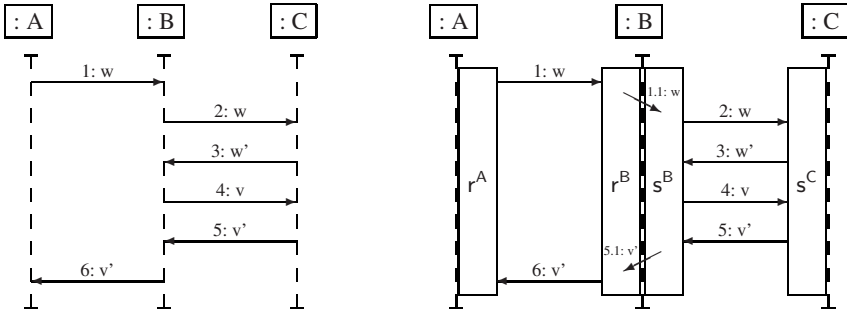 : A : B : C : A : B : C
1: w 1: w
1.1: w
2: w 2: w
3: w' 3: w'
r^A r^B s^B s^C
4: v 4: v
5: v' 5: v'
5.1: v'
6: v' 6: v'